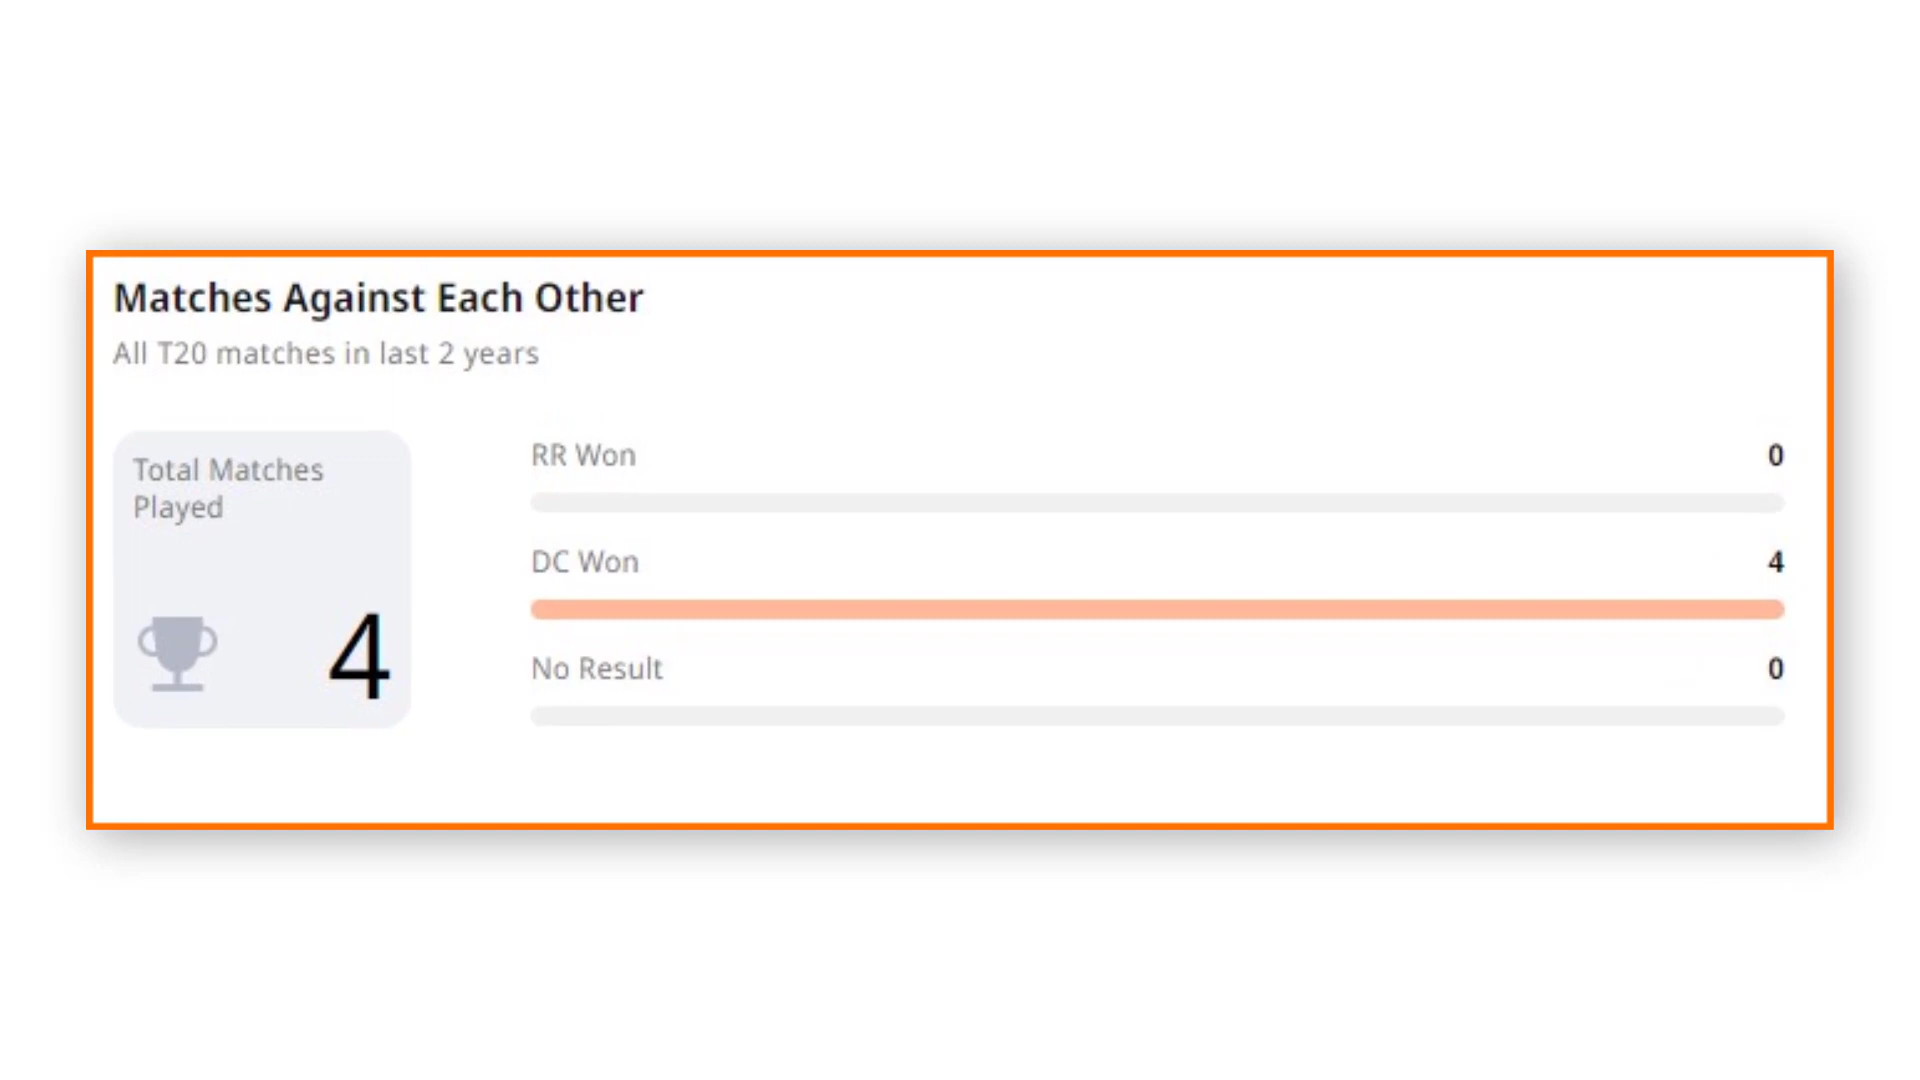 Matches Against Each Other
All T20 matches in last 2 years
Total Matches
Played
4
RR Won 0
DC Won 4
No Result 0